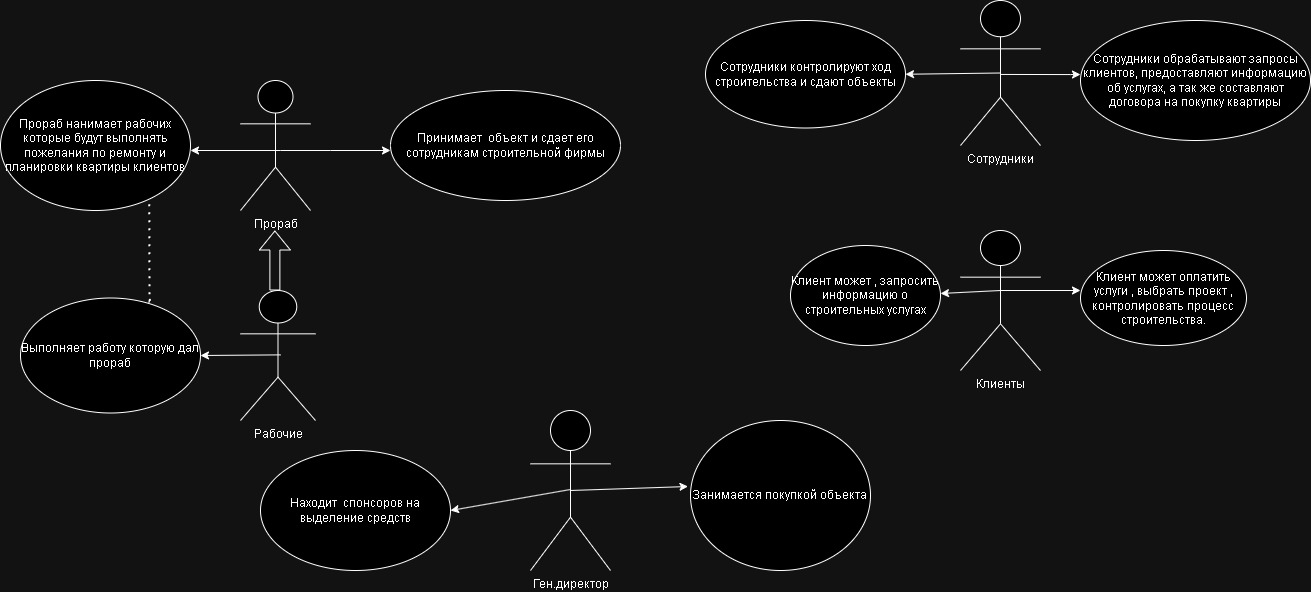 Прораб нанимает рабочих
которые будут выполнять
пожелания по ремонту и
планировки квартиры клиентов
Принимает объект и сдает его
сотрудникам строительной фирмы
Прораб
Выполняет работу которую дал
прораб
Рабочие
Сотрудники контролируют ход
строительства и сдают объекты
Сотрудники обрабатывают запросы
клиентов, предоставляют информацию
об услугах, а так же составляют
договора на покупку квартиры
Сотрудники
Клиент может , запросить
информацию о
строительных услугах
Клиент может оплатить
услуги , выбрать проект ,
контролировать процесс
строительства.
Клиенты
Находит спонсоров на
выделение средств
Занимается покупкой объекта
Ген.директор